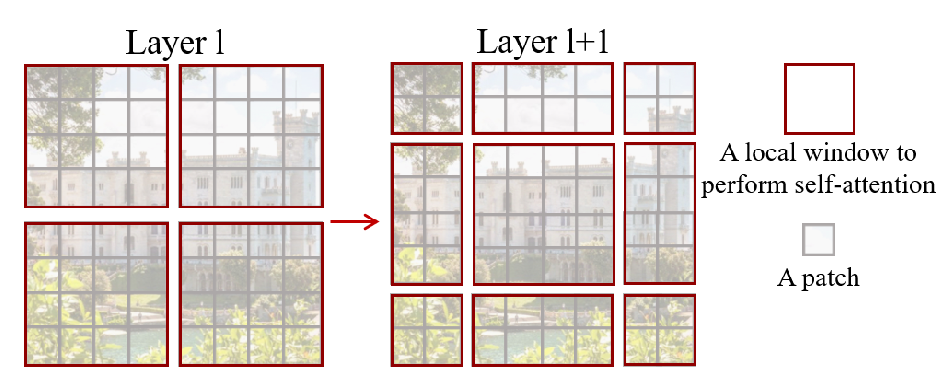 Layer l
Layer l+1
A local window to
perform self-attention
A patch